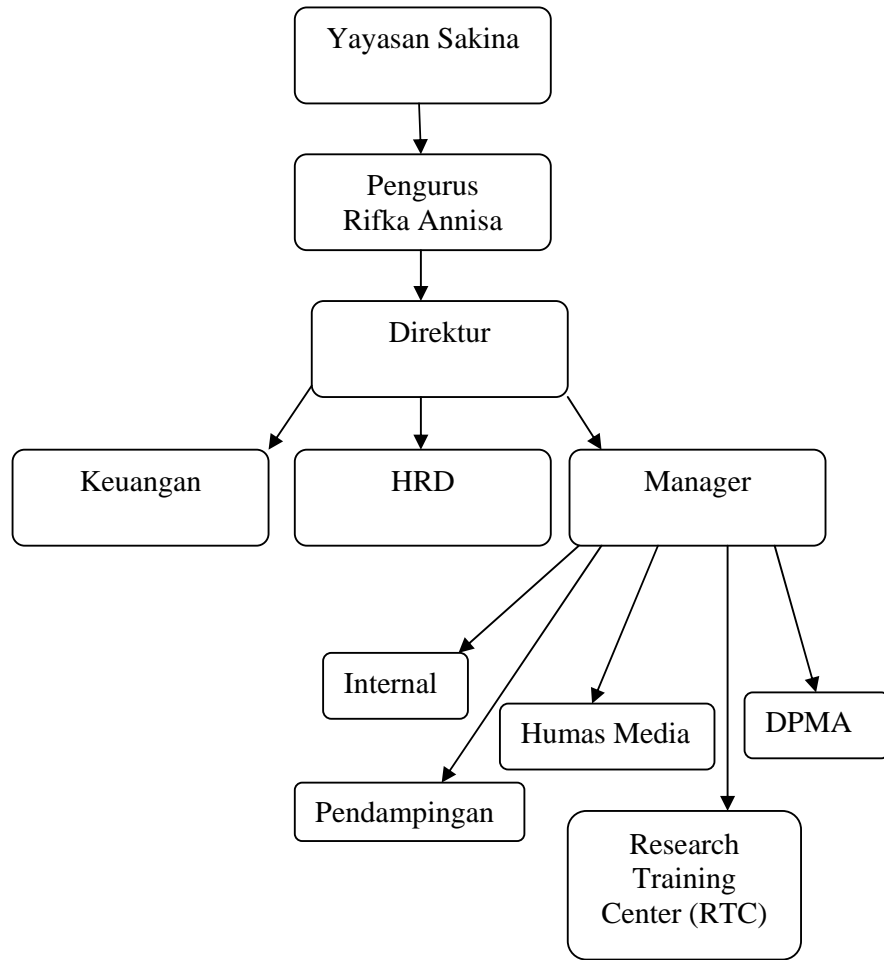 Yayasan Sakina
Pengurus
Rifka Annisa
Direktur
Keuangan
HRD
Manager
Internal
Humas Media
DPMA
Pendampingan
Research
Training
Center (RTC)